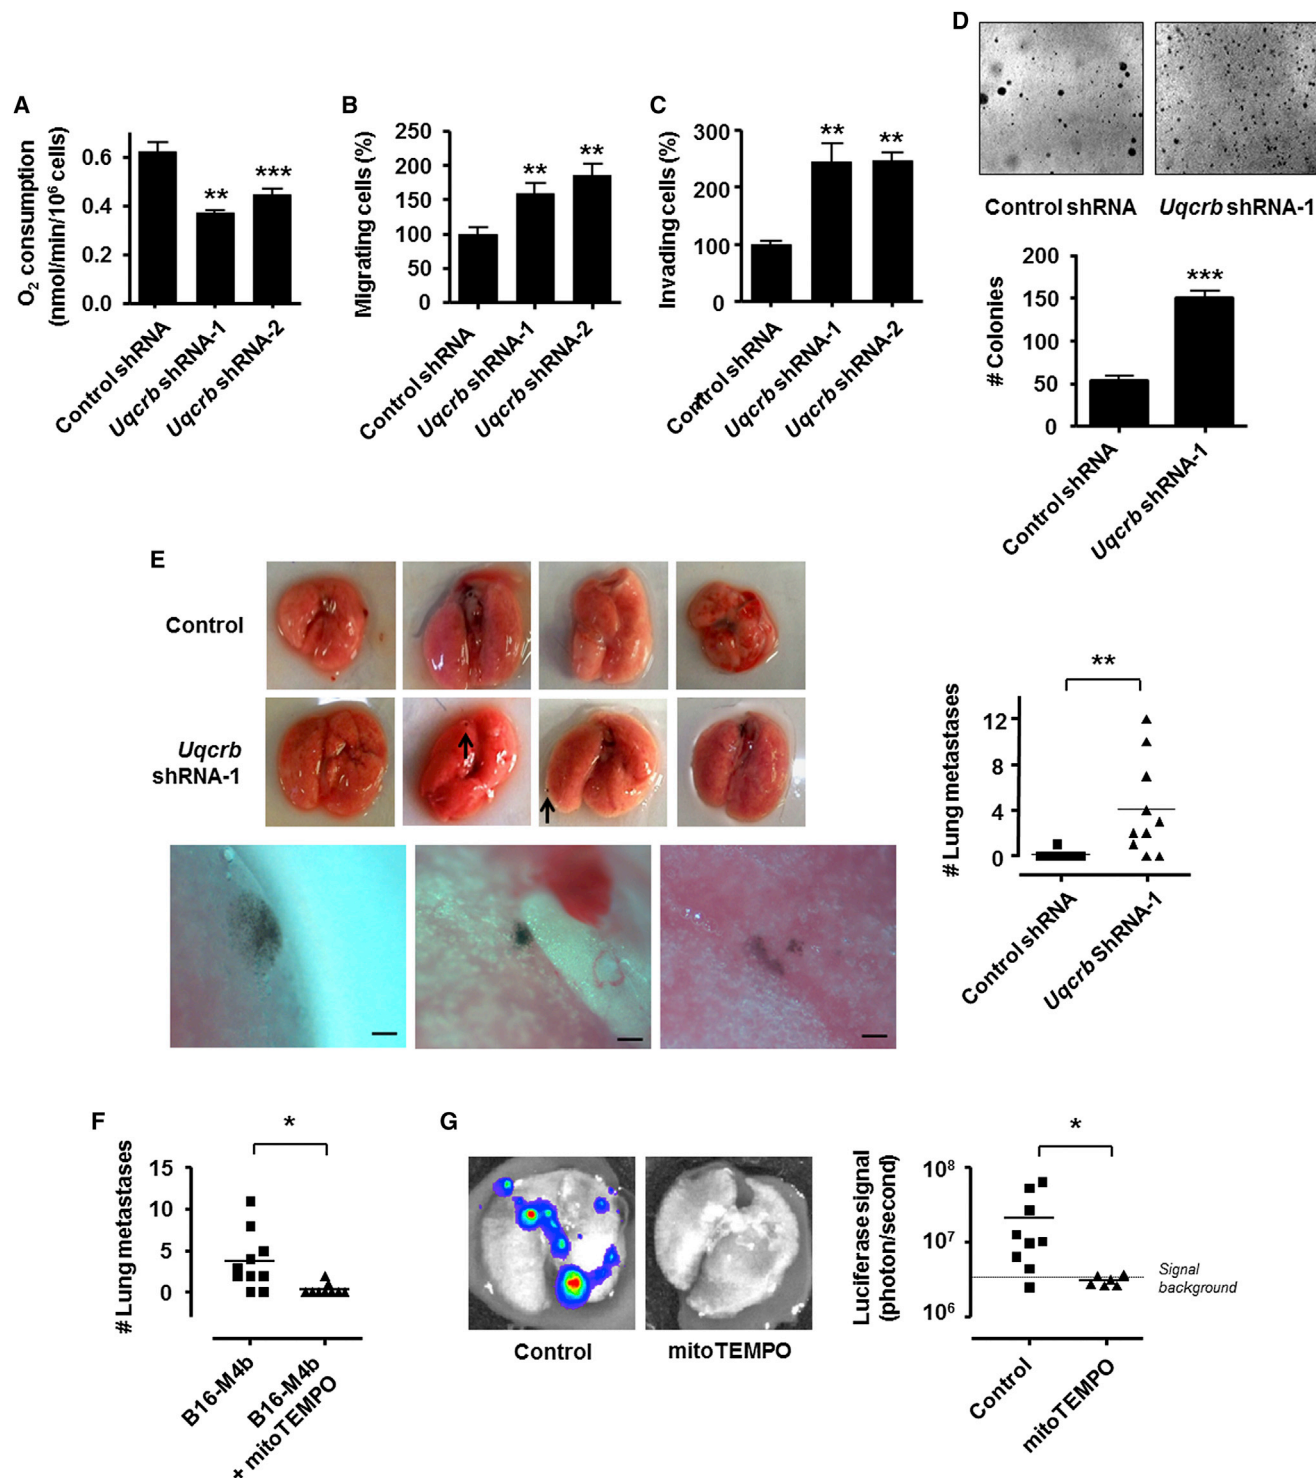 A
O2 consumption
(nmol/min/10⁶ cells)
0.6
0.4
0.2
0.0
**
***
Control shRNA
Uqcrb shRNA-1
Uqcrb shRNA-2
B
Migrating cells (%)
250
200
150
100
50
0
**
**
Control shRNA
Uqcrb shRNA-1
Uqcrb shRNA-2
C
Invading cells (%)
300
200
100
0
**
**
Control shRNA
Uqcrb shRNA-1
Uqcrb shRNA-2
D
Control shRNA
Uqcrb shRNA-1
# Colonies
200
150
100
50
0
***
Control shRNA
Uqcrb shRNA-1
E
Control
Uqcrb
shRNA-1
**
# Lung metastases
12
8
4
0
Control shRNA
Uqcrb ShRNA-1
F
*
# Lung metastases
15
10
5
0
B16-M4b
B16-M4b
+ mitoTEMPO
G
Control
mitoTEMPO
*
Luciferase signal
(photon/second)
10⁸
10⁷
10⁶
Signal
background
Control
mitoTEMPO